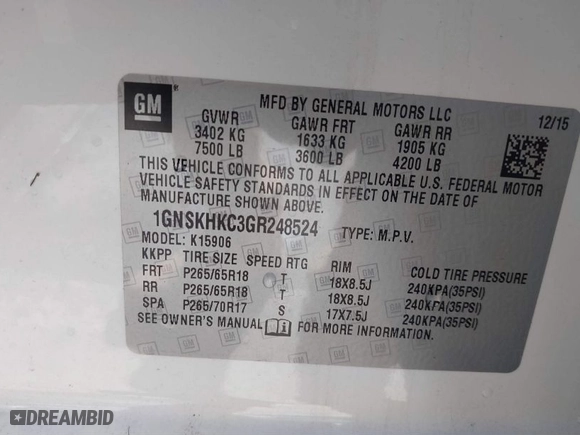 GM
MFD BY GENERAL MOTORS LLC
12/15
GVWR GAWR FRT GAWR RR
3402 KG 1633 KG 1905 KG
7500 LB 3600 LB 4200 LB
THIS VEHICLE CONFORMS TO ALL APPLICABLE U.S. FEDERAL MOTOR
VEHICLE SAFETY STANDARDS IN EFFECT ON THE DATE OF
MANUFACTURE SHOWN ABOVE.
1GNSKHKC3GR248524 TYPE: M.P.V.
MODEL: K15906
KKPP TIRE SIZE SPEED RTG RIM COLD TIRE PRESSURE
FRT P265/65R18 T 18X8.5J 240KPA(35PSI)
RR P265/65R18 T 18X8.5J 240KPA(35PSI)
SPA P265/70R17 S 17X7.5J 240KPA(35PSI)
SEE OWNER'S MANUAL FOR MORE INFORMATION.
DREAMBID